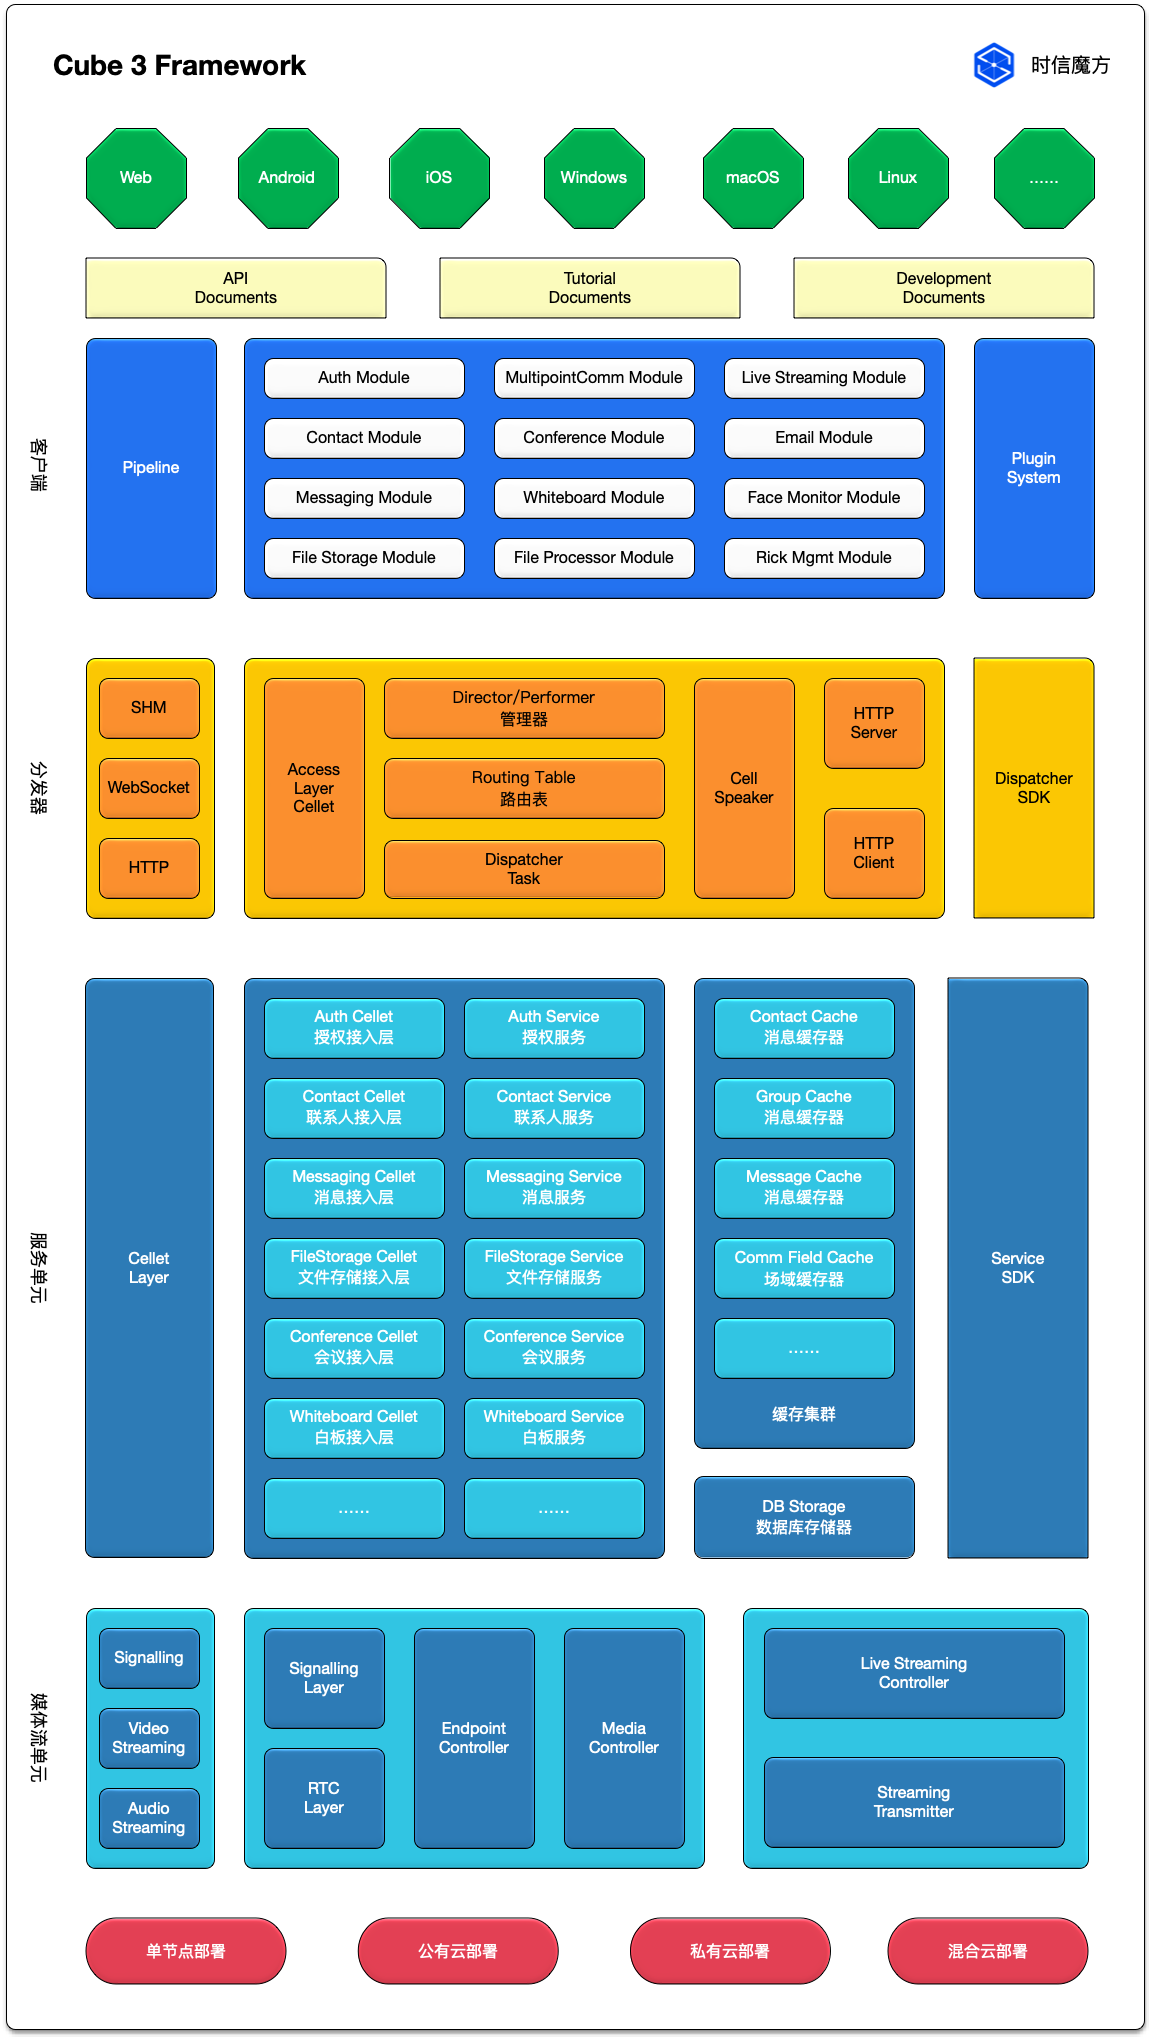 Cube 3 Framework
时信魔方
Web
Android
iOS
Windows
macOS
Linux
......
API
Documents
Tutorial
Documents
Development
Documents
客户端
Pipeline
Auth Module
MultipointComm Module
Live Streaming Module
Contact Module
Conference Module
Email Module
Messaging Module
Whiteboard Module
Face Monitor Module
File Storage Module
File Processor Module
Rick Mgmt Module
Plugin
System
分发器
SHM
WebSocket
HTTP
Access
Layer
Cellet
Director/Performer
管理器
Routing Table
路由表
Dispatcher
Task
Cell
Speaker
HTTP
Server
HTTP
Client
Dispatcher
SDK
服务单元
Cellet
Layer
Auth Cellet
授权接入层
Auth Service
授权服务
Contact Cellet
联系人接入层
Contact Service
联系人服务
Messaging Cellet
消息接入层
Messaging Service
消息服务
FileStorage Cellet
文件存储接入层
FileStorage Service
文件存储服务
Conference Cellet
会议接入层
Conference Service
会议服务
Whiteboard Cellet
白板接入层
Whiteboard Service
白板服务
......
......
Contact Cache
消息缓存器
Group Cache
消息缓存器
Message Cache
消息缓存器
Comm Field Cache
场域缓存器
......
缓存集群
DB Storage
数据库存储器
Service
SDK
媒体流单元
Signalling
Video
Streaming
Audio
Streaming
Signalling
Layer
RTC
Layer
Endpoint
Controller
Media
Controller
Live Streaming
Controller
Streaming
Transmitter
单节点部署
公有云部署
私有云部署
混合云部署